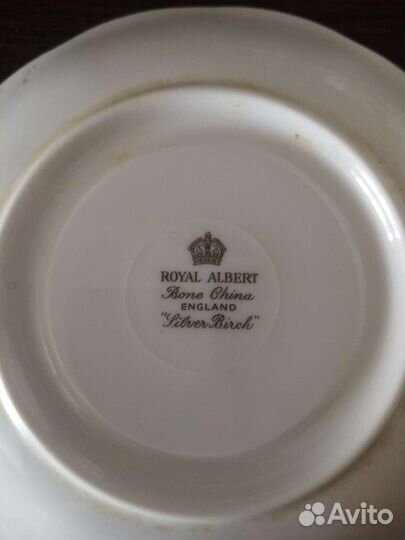 ROYAL ALBERT
Bone China
ENGLAND
"Silver Birch"
Avito